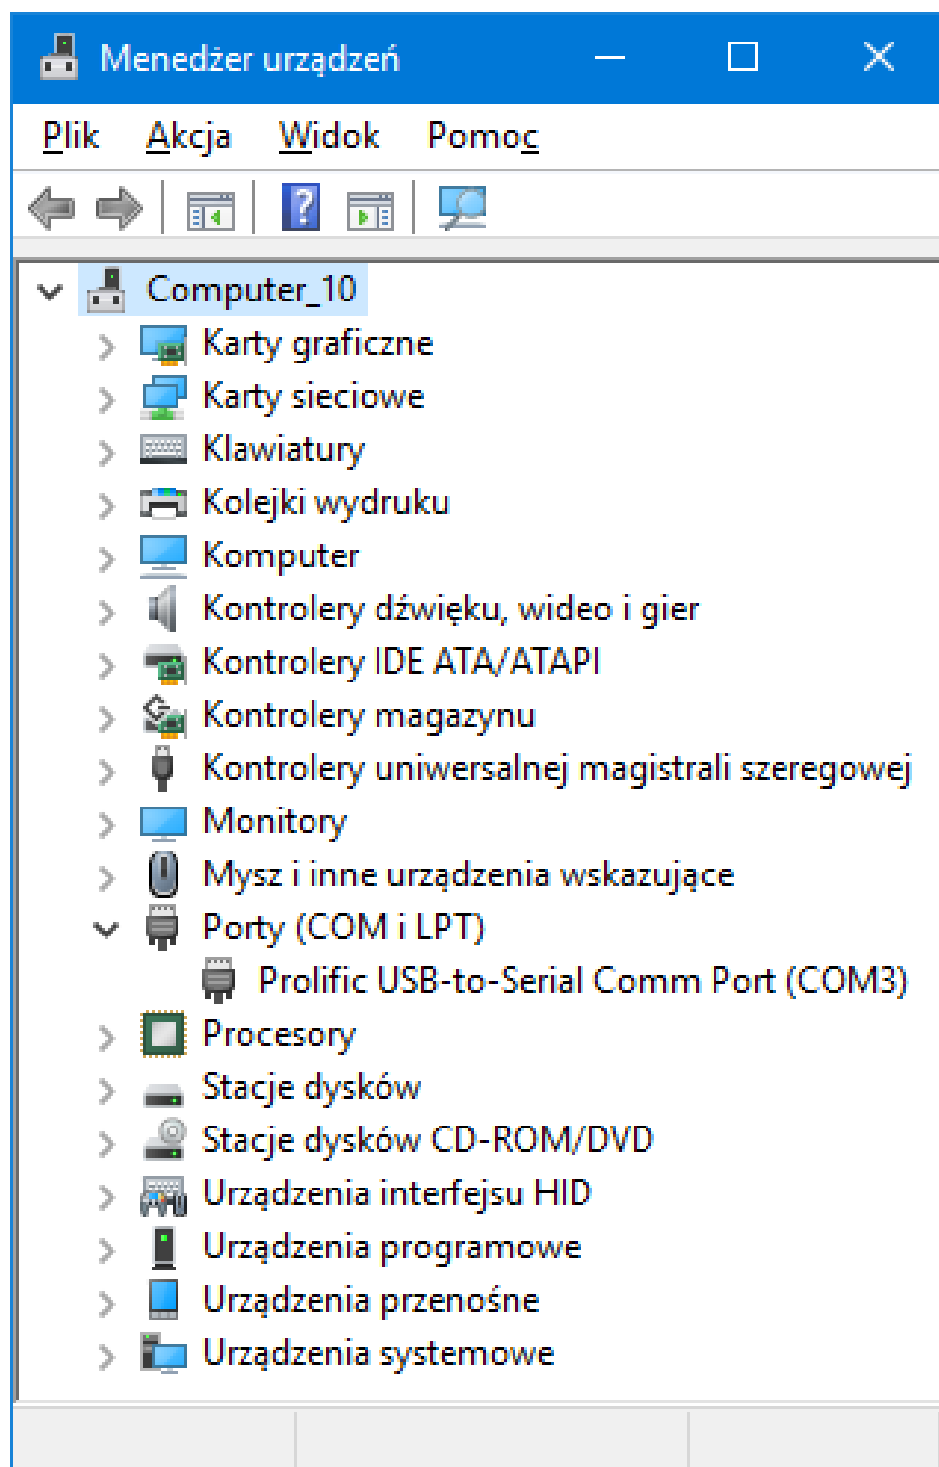 Menedżer urządzeń
Plik Akcja Widok Pomoc
Computer_10
Karty graficzne
Karty sieciowe
Klawiatury
Kolejki wydruku
Komputer
Kontrolery dźwięku, wideo i gier
Kontrolery IDE ATA/ATAPI
Kontrolery magazynu
Kontrolery uniwersalnej magistrali szeregowej
Monitory
Mysz i inne urządzenia wskazujące
Porty (COM i LPT)
Prolific USB-to-Serial Comm Port (COM3)
Procesory
Stacje dysków
Stacje dysków CD-ROM/DVD
Urządzenia interfejsu HID
Urządzenia programowe
Urządzenia przenośne
Urządzenia systemowe